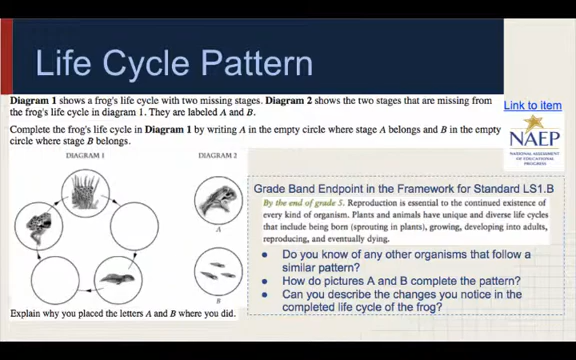 Life Cycle Pattern
Diagram 1 shows a frog's life cycle with two missing stages. Diagram 2 shows the two stages that are missing from
the frog's life cycle in diagram 1. They are labeled A and B.
Complete the frog's life cycle in Diagram 1 by writing A in the empty circle where stage A belongs and B in the empty
circle where stage B belongs.
DIAGRAM 1
DIAGRAM 2
A
B
Explain why you placed the letters A and B where you did.
Link to item
NAEP
NATIONAL ASSESSMENT
OF EDUCATIONAL
PROGRESS
Grade Band Endpoint in the Framework for Standard LS1.B
By the end of grade 5. Reproduction is essential to the continued existence of
every kind of organism. Plants and animals have unique and diverse life cycles
that include being born (sprouting in plants), growing, developing into adults,
reproducing, and eventually dying.
• Do you know of any other organisms that follow a
similar pattern?
• How do pictures A and B complete the pattern?
• Can you describe the changes you notice in the
completed life cycle of the frog?